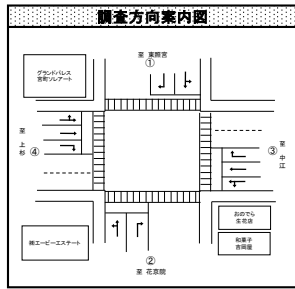 調査方向案内図
至 東照宮
①
グランドパレス
宮町ソレアート
至
上
杉
④
③
至
中
江
おのでら
生花店
和菓子
吉岡屋
㈱エービーエステート
②
至 花京院